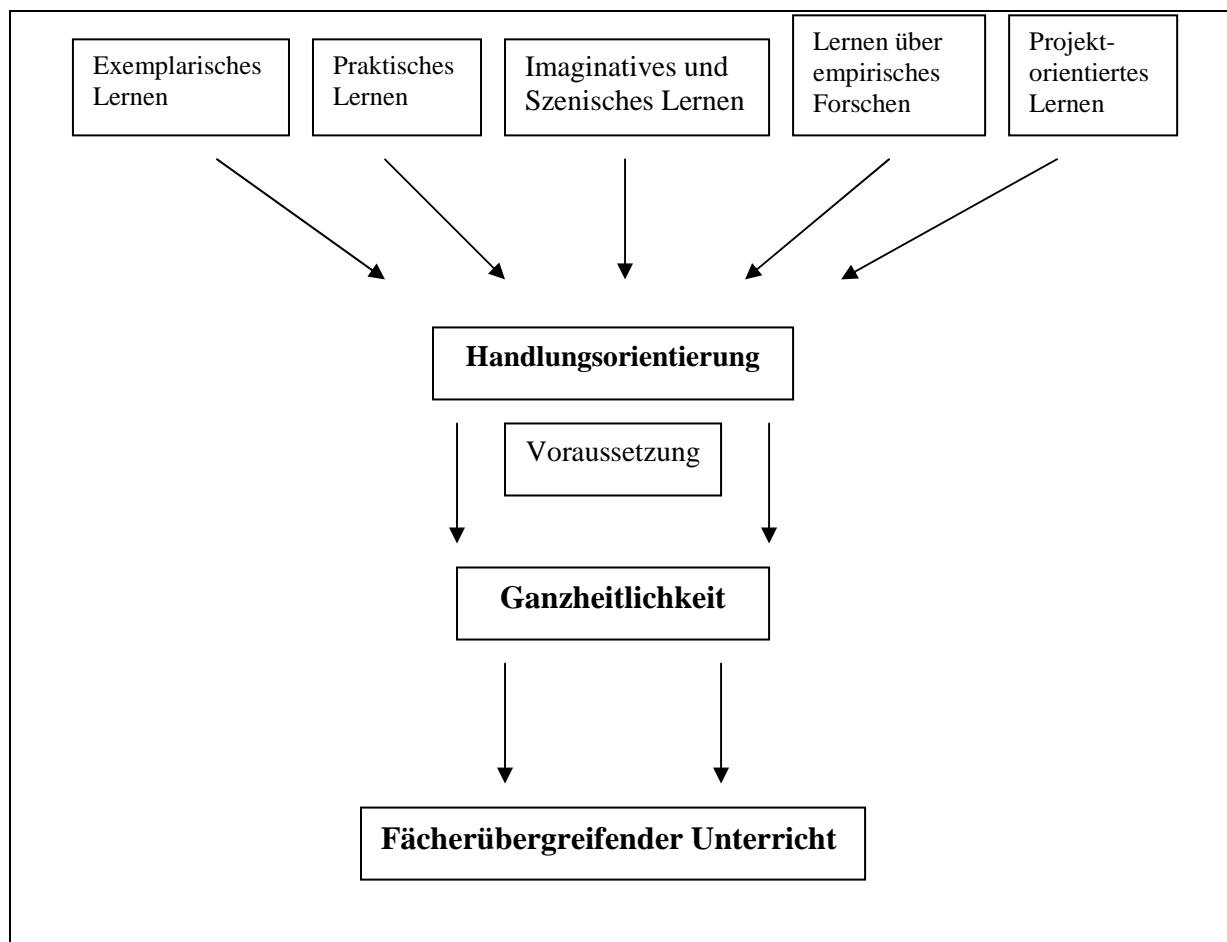 Exemplarisches
Lernen
Praktisches
Lernen
Imaginatives und
Szenisches Lernen
Lernen über
empirisches
Forschen
Projekt-
orientiertes
Lernen
Handlungsorientierung
Voraussetzung
Ganzheitlichkeit
Fächerübergreifender Unterricht